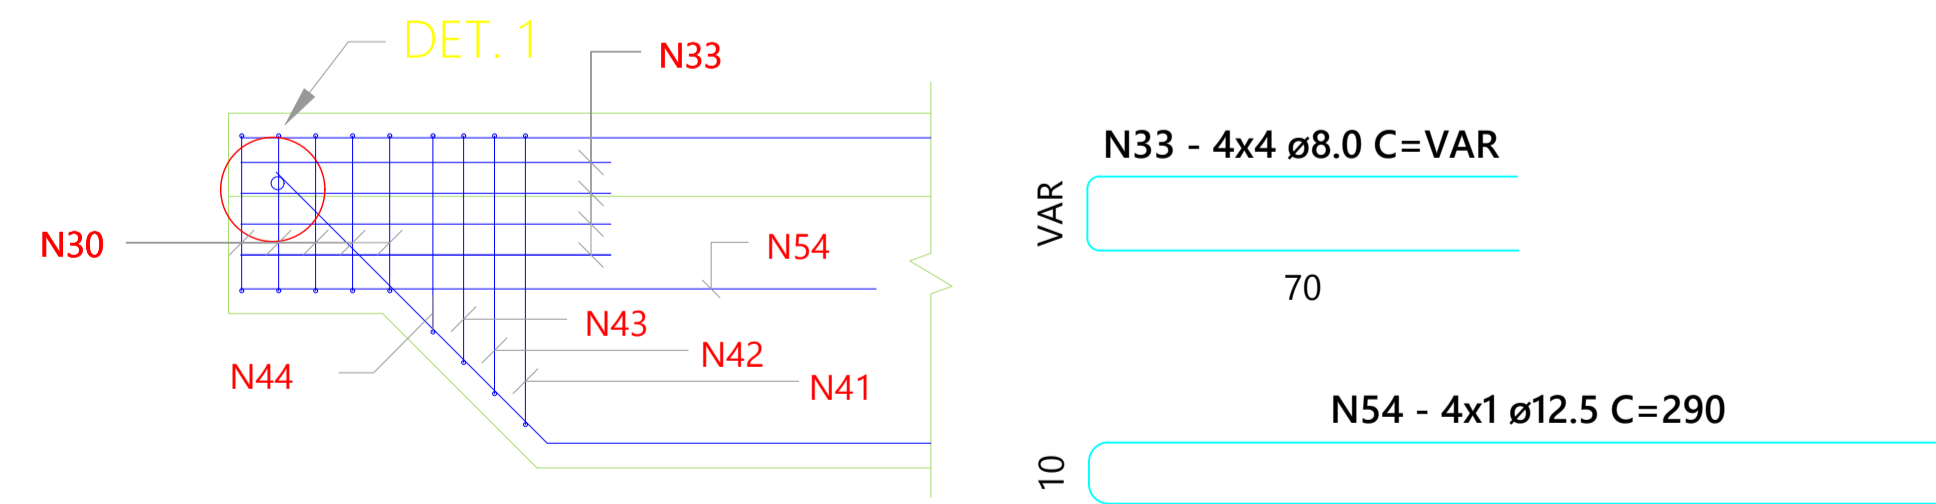 DET. 1
N33
N30
N54
N43
N42
N44
N41
N33 - 4x4 ø8.0 C=VAR
VAR
70
N54 - 4x1 ø12.5 C=290
10